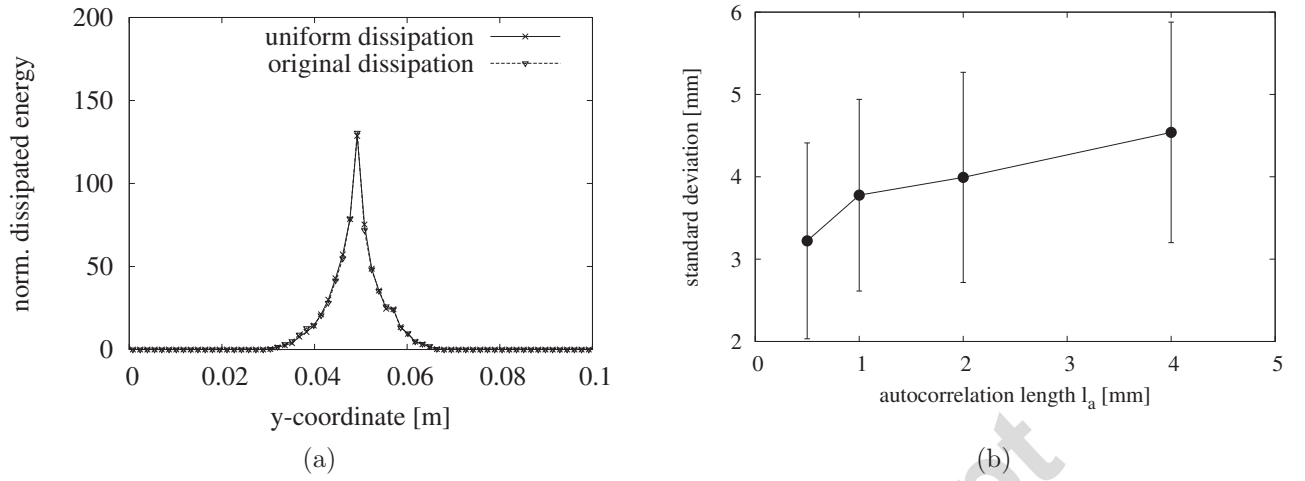 200
150
100
50
0
norm. dissipated energy
uniform dissipation
original dissipation
0 0.02 0.04 0.06 0.08 0.1
y-coordinate [m]
(a)
6
5
4
3
2
standard deviation [mm]
0 1 2 3 4 5
autocorrelation length l_a [mm]
(b)